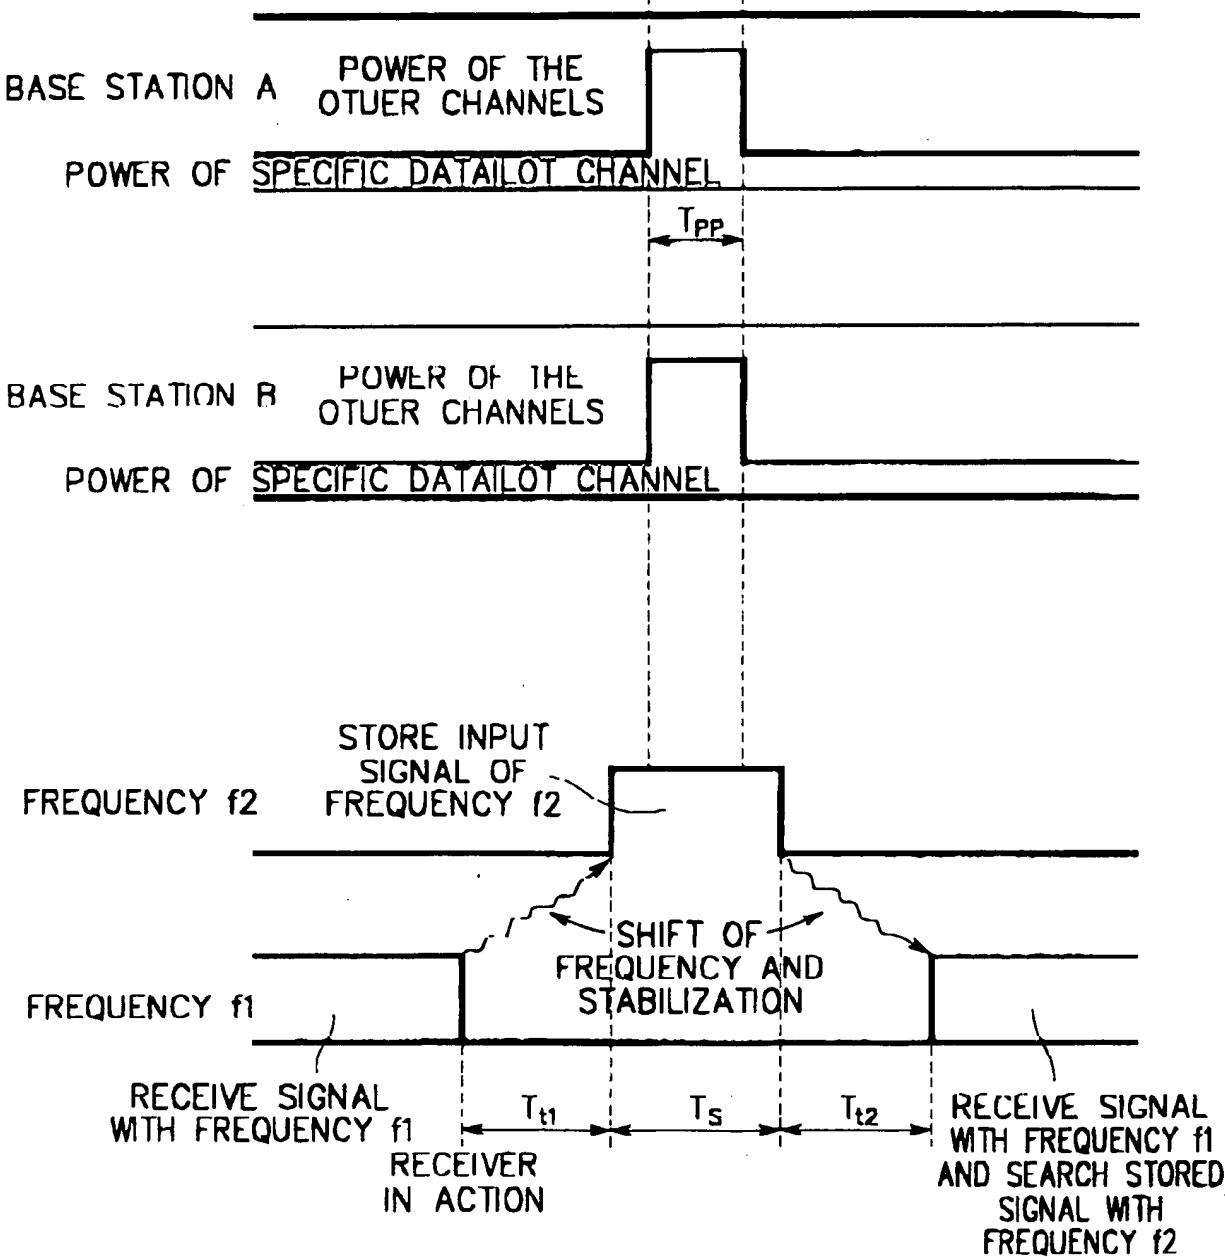 BASE STATION A
POWER OF THE
OTUER CHANNELS
POWER OF SPECIFIC DATAILOT CHANNEL
TPP
BASE STATION B
POWER OF THE
OTUER CHANNELS
POWER OF SPECIFIC DATAILOT CHANNEL
STORE INPUT
SIGNAL OF
FREQUENCY f2
FREQUENCY f2
SHIFT OF
FREQUENCY AND
STABILIZATION
FREQUENCY f1
RECEIVE SIGNAL
WITH FREQUENCY f1
Tt1
TS
Tt2
RECEIVER
IN ACTION
RECEIVE SIGNAL
WITH FREQUENCY f1
AND SEARCH STORED
SIGNAL WITH
FREQUENCY f2